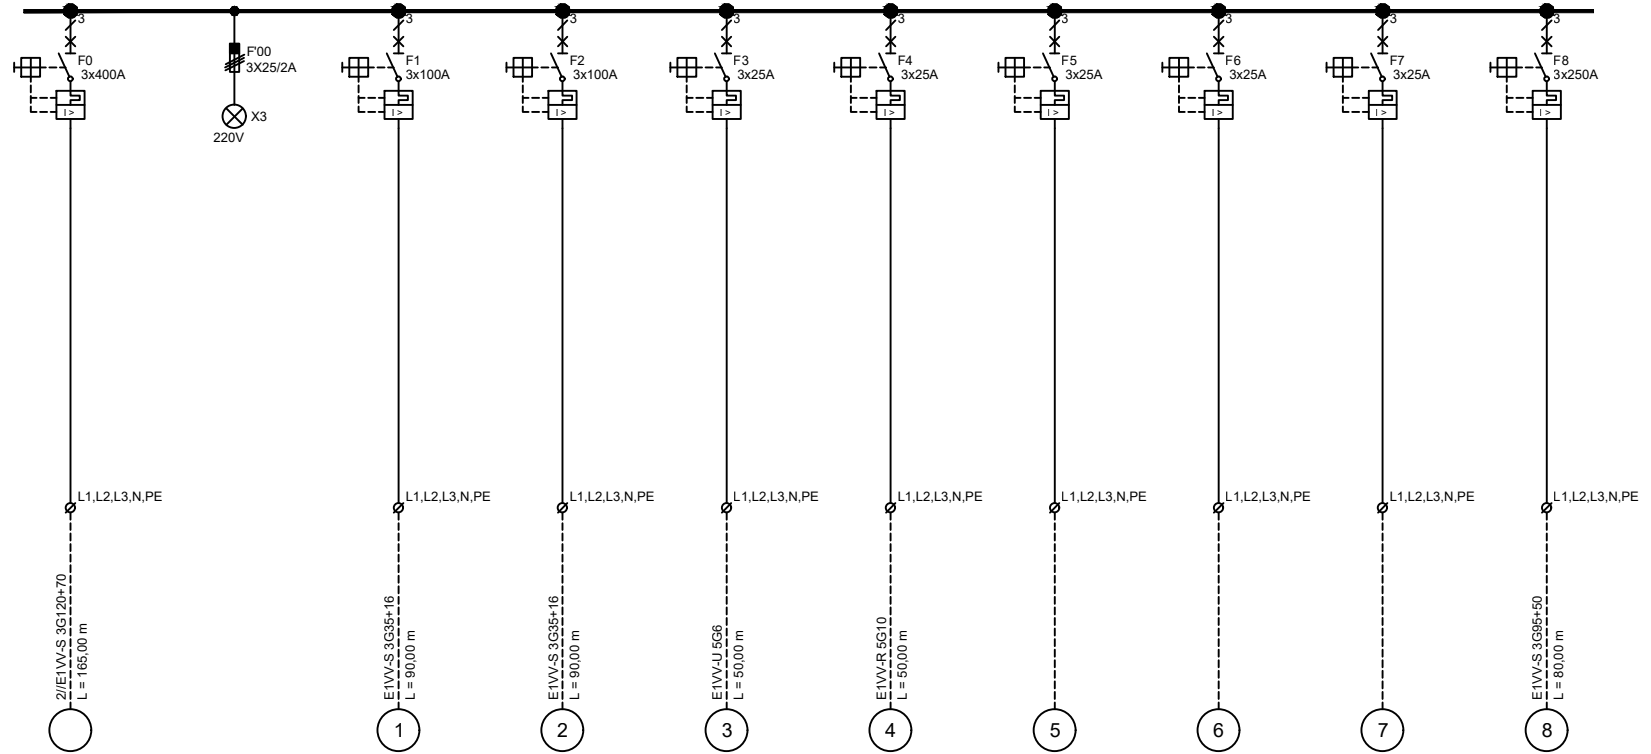 3
3
3
3
3
3
3
3
3
F0
3x400A
I >
F'00
3X25/2A
X3
220V
F1
3x100A
I >
F2
3x100A
I >
F3
3x25A
I >
F4
3x25A
I >
F5
3x25A
I >
F6
3x25A
I >
F7
3x25A
I >
F8
3x250A
I >
L1,L2,L3,N,PE
L1,L2,L3,N,PE
L1,L2,L3,N,PE
L1,L2,L3,N,PE
L1,L2,L3,N,PE
L1,L2,L3,N,PE
L1,L2,L3,N,PE
L1,L2,L3,N,PE
L1,L2,L3,N,PE
2//E1VV-S 3G120+70
L = 165,00 m
E1VV-S 3G35+16
L = 90,00 m
E1VV-S 3G35+16
L = 90,00 m
E1VV-U 5G6
L = 50,00 m
E1VV-R 5G10
L = 50,00 m
E1VV-S 3G95+50
L = 80,00 m
1
2
3
4
5
6
7
8